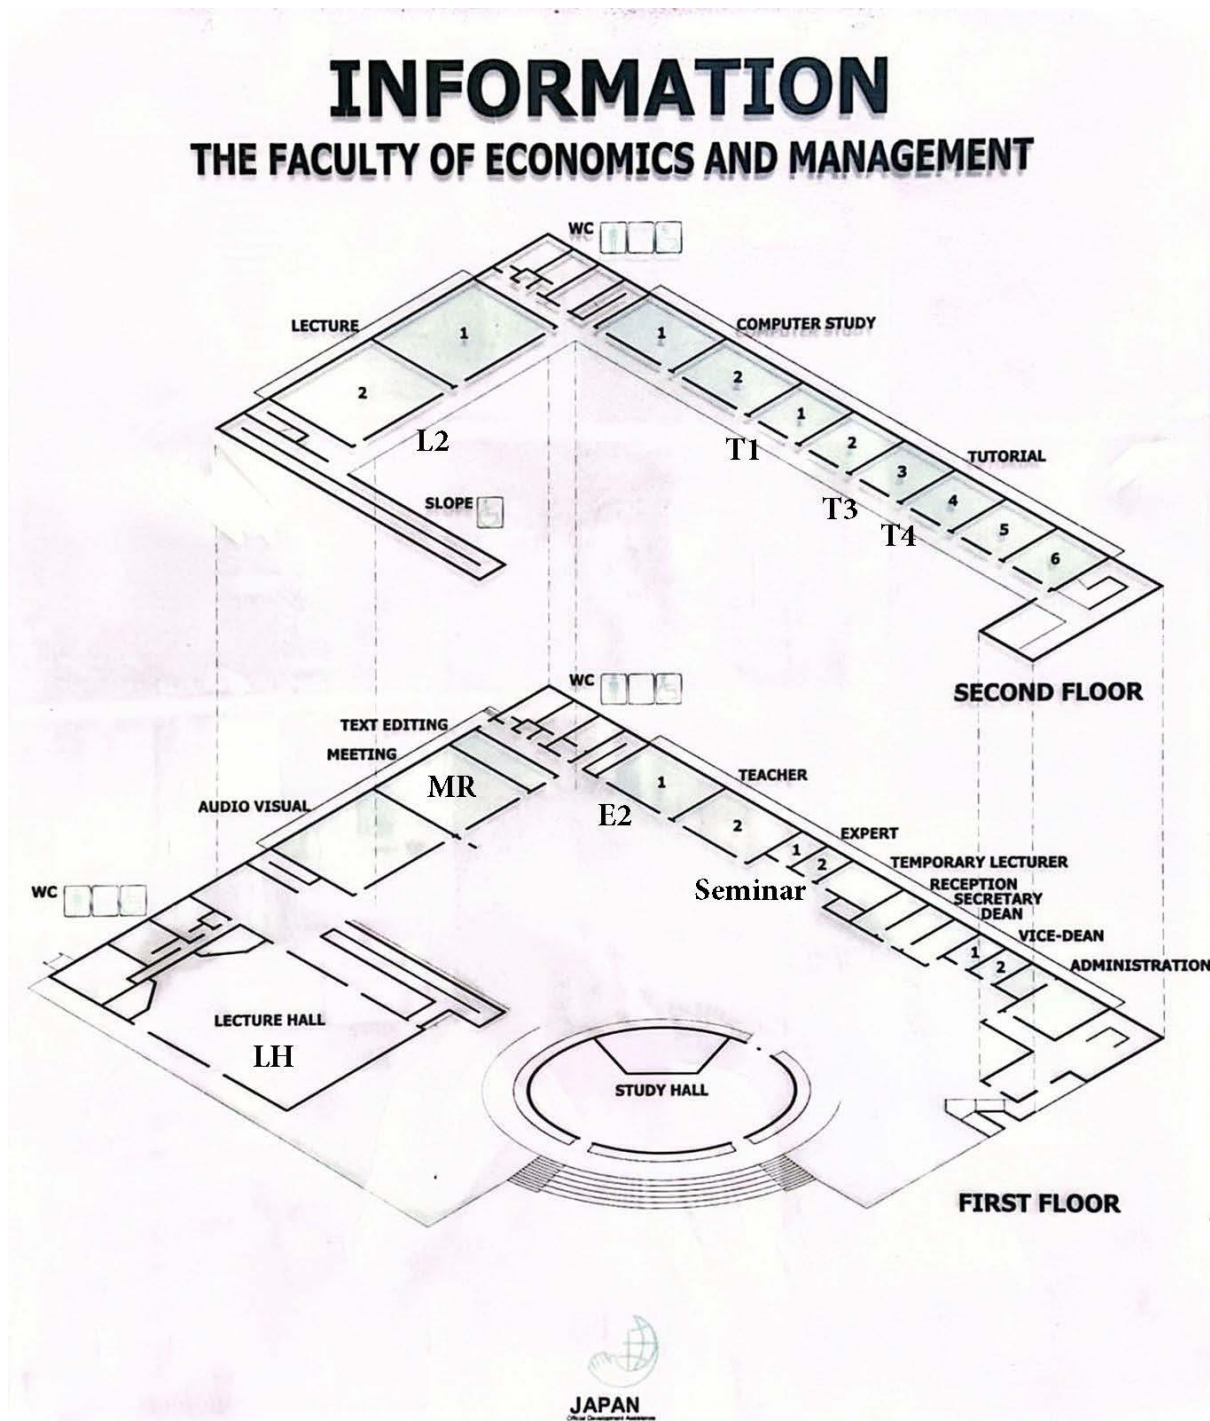 INFORMATION
THE FACULTY OF ECONOMICS AND MANAGEMENT
WC
LECTURE
1
2
L2
SLOPE
COMPUTER STUDY
1
2
1
2
3
4
5
6
TUTORIAL
T1
T3
T4
SECOND FLOOR
WC
TEXT EDITING
MEETING
MR
AUDIO VISUAL
WC
TEACHER
1
2
E2
EXPERT
1
2
Seminar
TEMPORARY LECTURER
RECEPTION
SECRETARY
DEAN
VICE-DEAN
1
2
ADMINISTRATION
LECTURE HALL
LH
STUDY HALL
FIRST FLOOR
JAPAN
Official Development Assistance